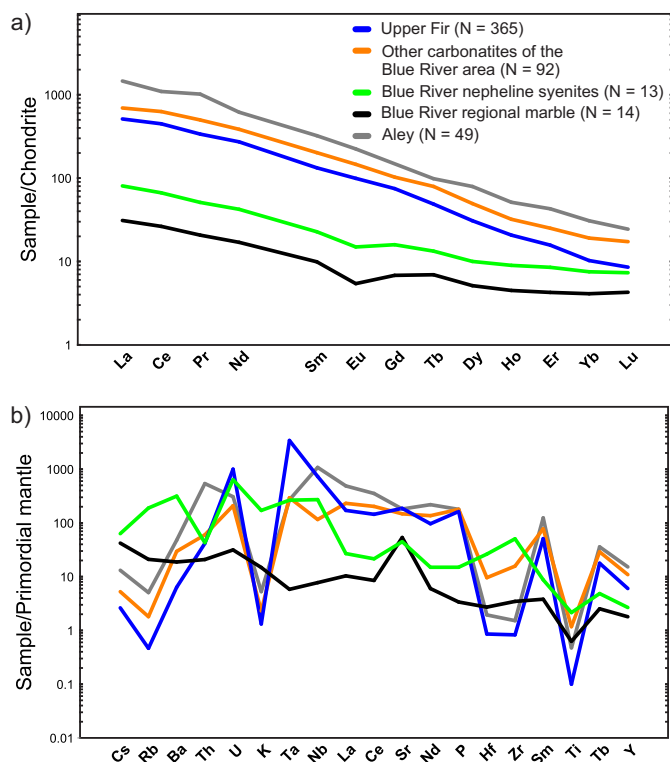 a)
Upper Fir (N = 365)
Other carbonatites of the
Blue River area (N = 92)
Blue River nepheline syenites (N = 13)
Blue River regional marble (N = 14)
Aley (N = 49)
Sample/Chondrite
1000
100
10
1
La Ce Pr Nd Sm Eu Gd Tb Dy Ho Er Yb Lu
b)
Sample/Primordial mantle
10000
1000
100
10
1
0.1
0.01
Cs Rb Ba Th U K Ta Nb La Ce Sr Nd P Hf Zr Sm Ti Tb Y